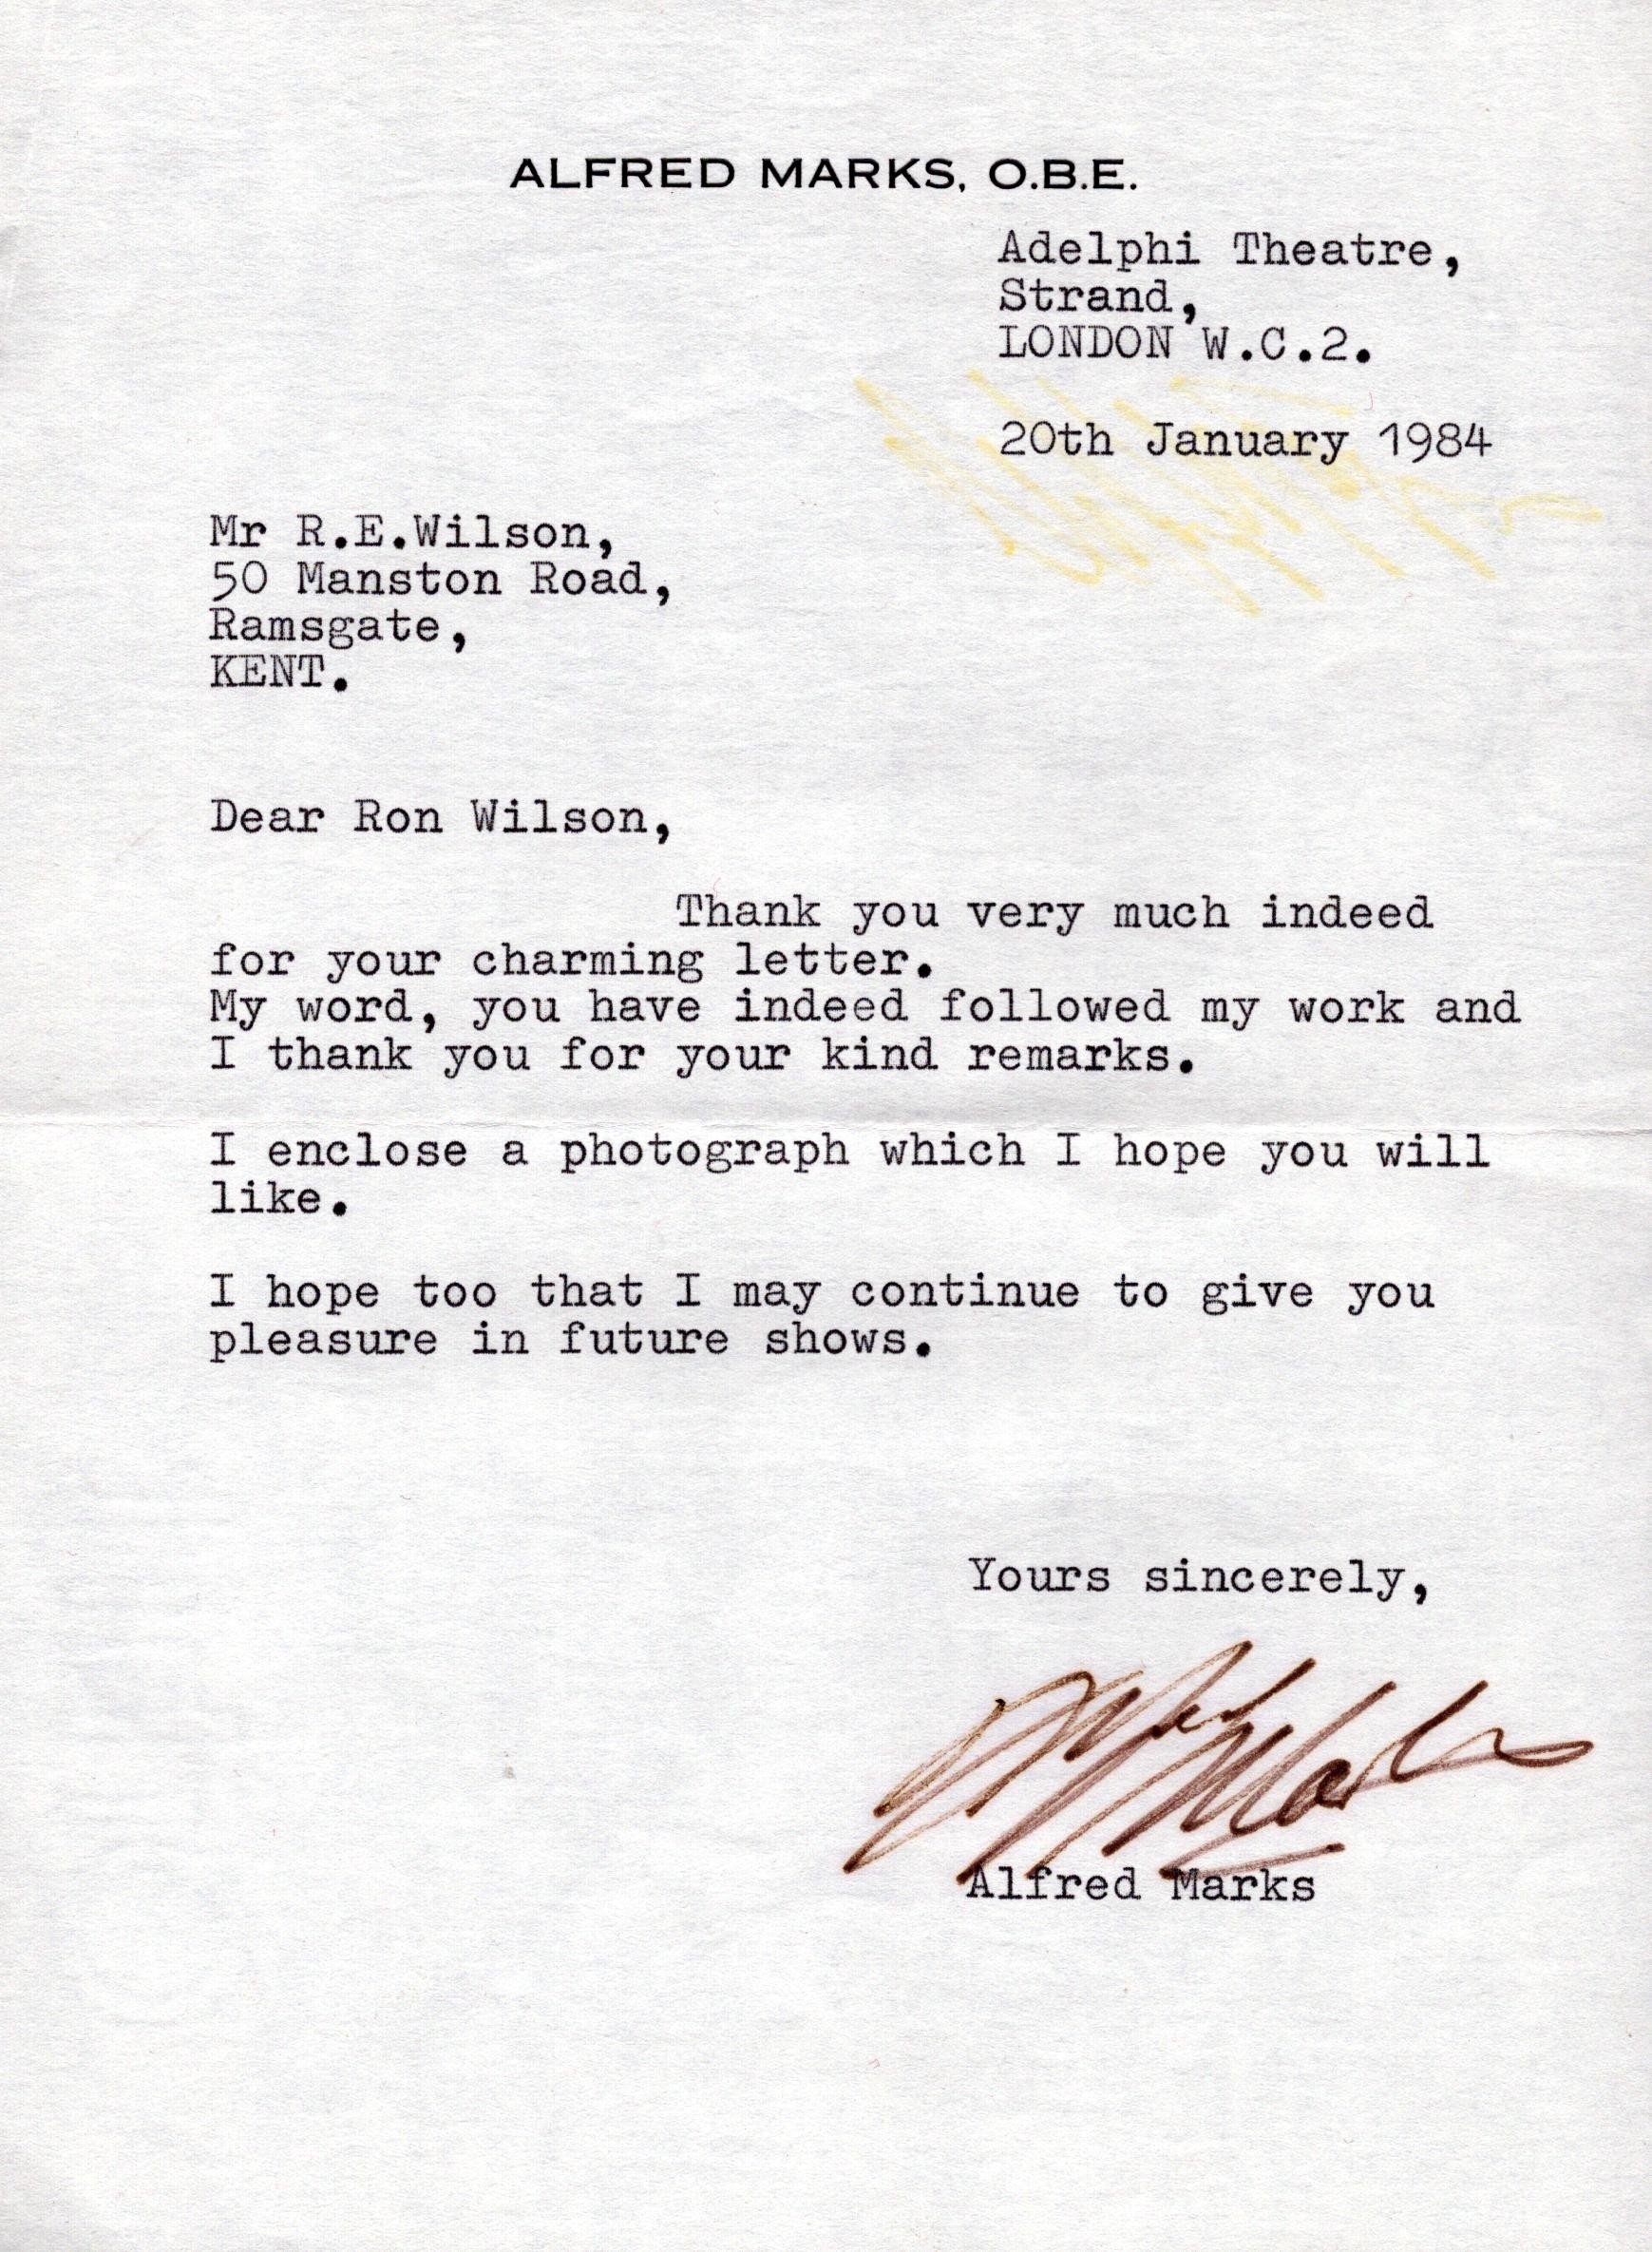 ALFRED MARKS, O.B.E.
Adelphi Theatre,
Strand,
LONDON W.C.2.
20th January 1984
Mr R.E.Wilson,
50 Manston Road,
Ramsgate,
KENT.
Dear Ron Wilson,
Thank you very much indeed
for your charming letter.
My word, you have indeed followed my work and
I thank you for your kind remarks.
I enclose a photograph which I hope you will
like.
I hope too that I may continue to give you
pleasure in future shows.
Yours sincerely,
Alfred Marks
Alfred Marks